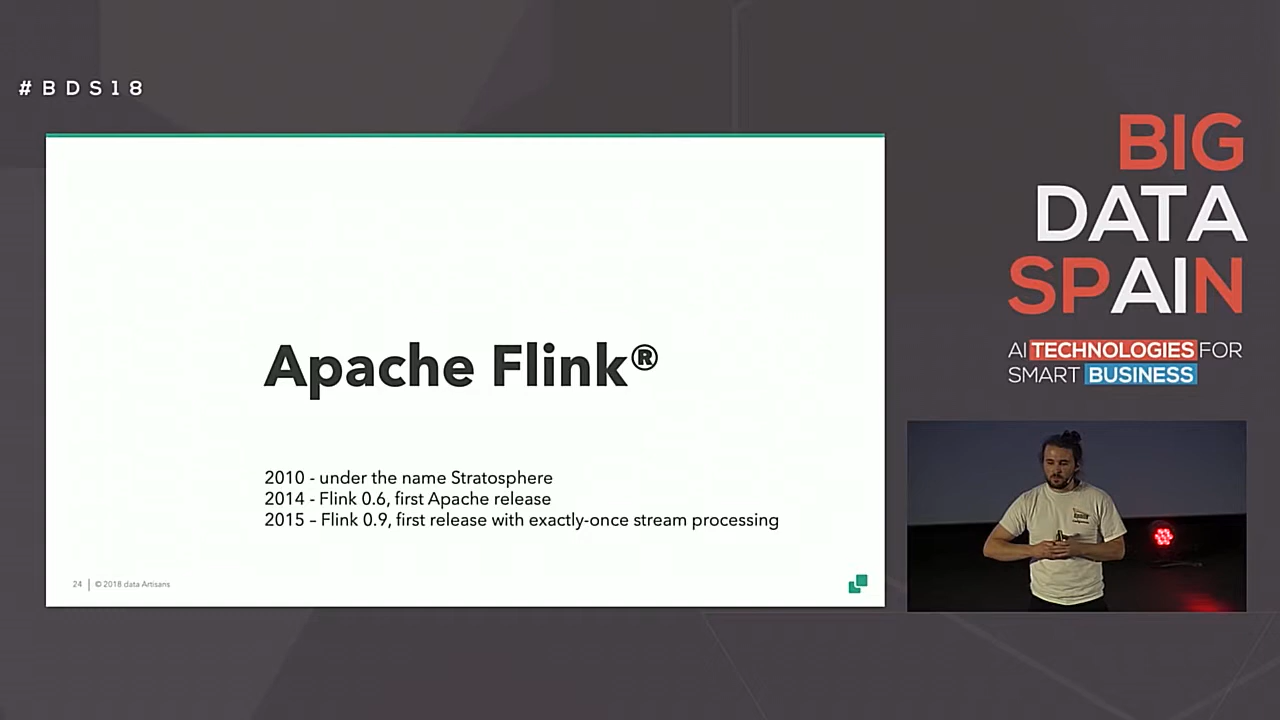 #BDS18
BIG
DATA
SPAIN
AI TECHNOLOGIES FOR
SMART BUSINESS
Apache Flink®
2010 - under the name Stratosphere
2014 - Flink 0.6, first Apache release
2015 – Flink 0.9, first release with exactly-once stream processing
24 | © 2018 data Artisans